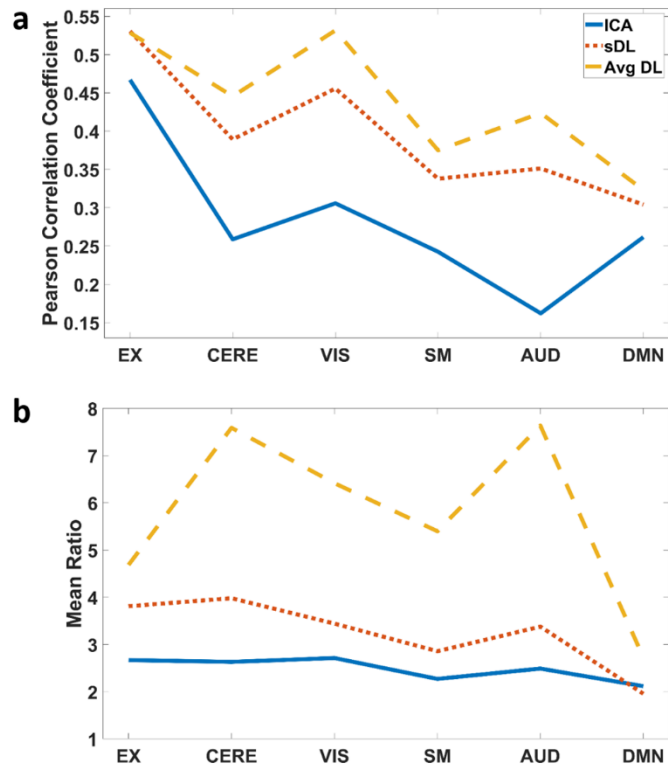 a
Pearson Correlation Coefficient
0.55
0.5
0.45
0.4
0.35
0.3
0.25
0.2
0.15
ICA
sDL
Avg DL
EX CERE VIS SM AUD DMN
b
Mean Ratio
8
7
6
5
4
3
2
1
EX CERE VIS SM AUD DMN